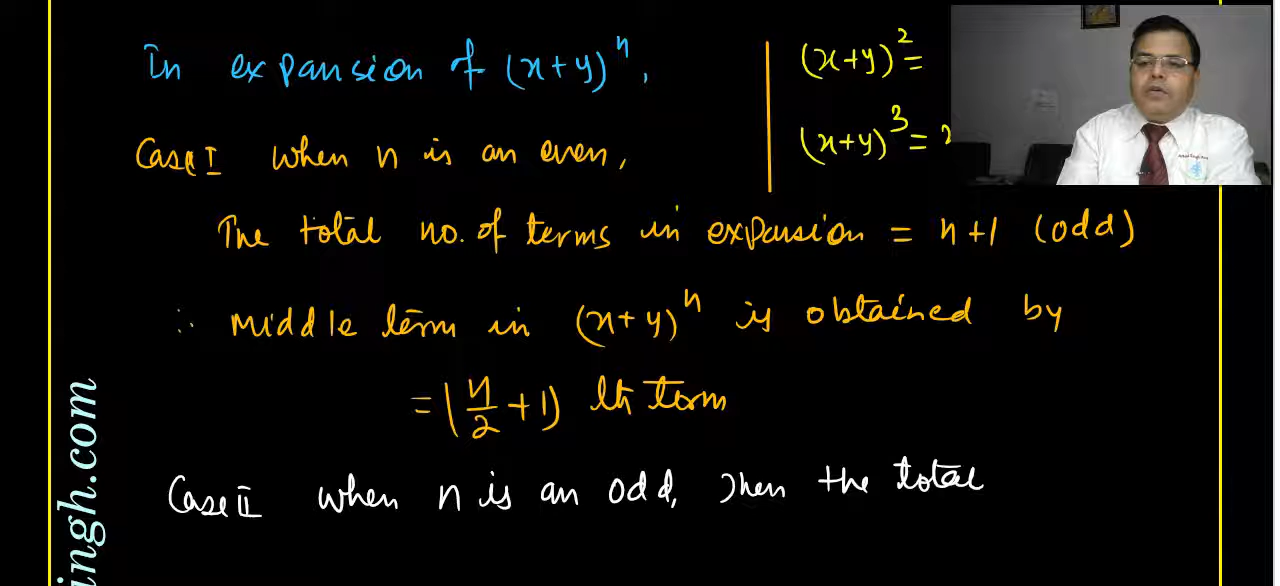 In expansion of (x+y)^n,
Case I when n is an even,
The total no. of terms in expansion = n+1 (odd)
∴ Middle term in (x+y)^n is obtained by
= (n/2 + 1) th term
Case II when n is an odd, then the total
(x+y)^2 =
(x+y)^3 =
ingh.com